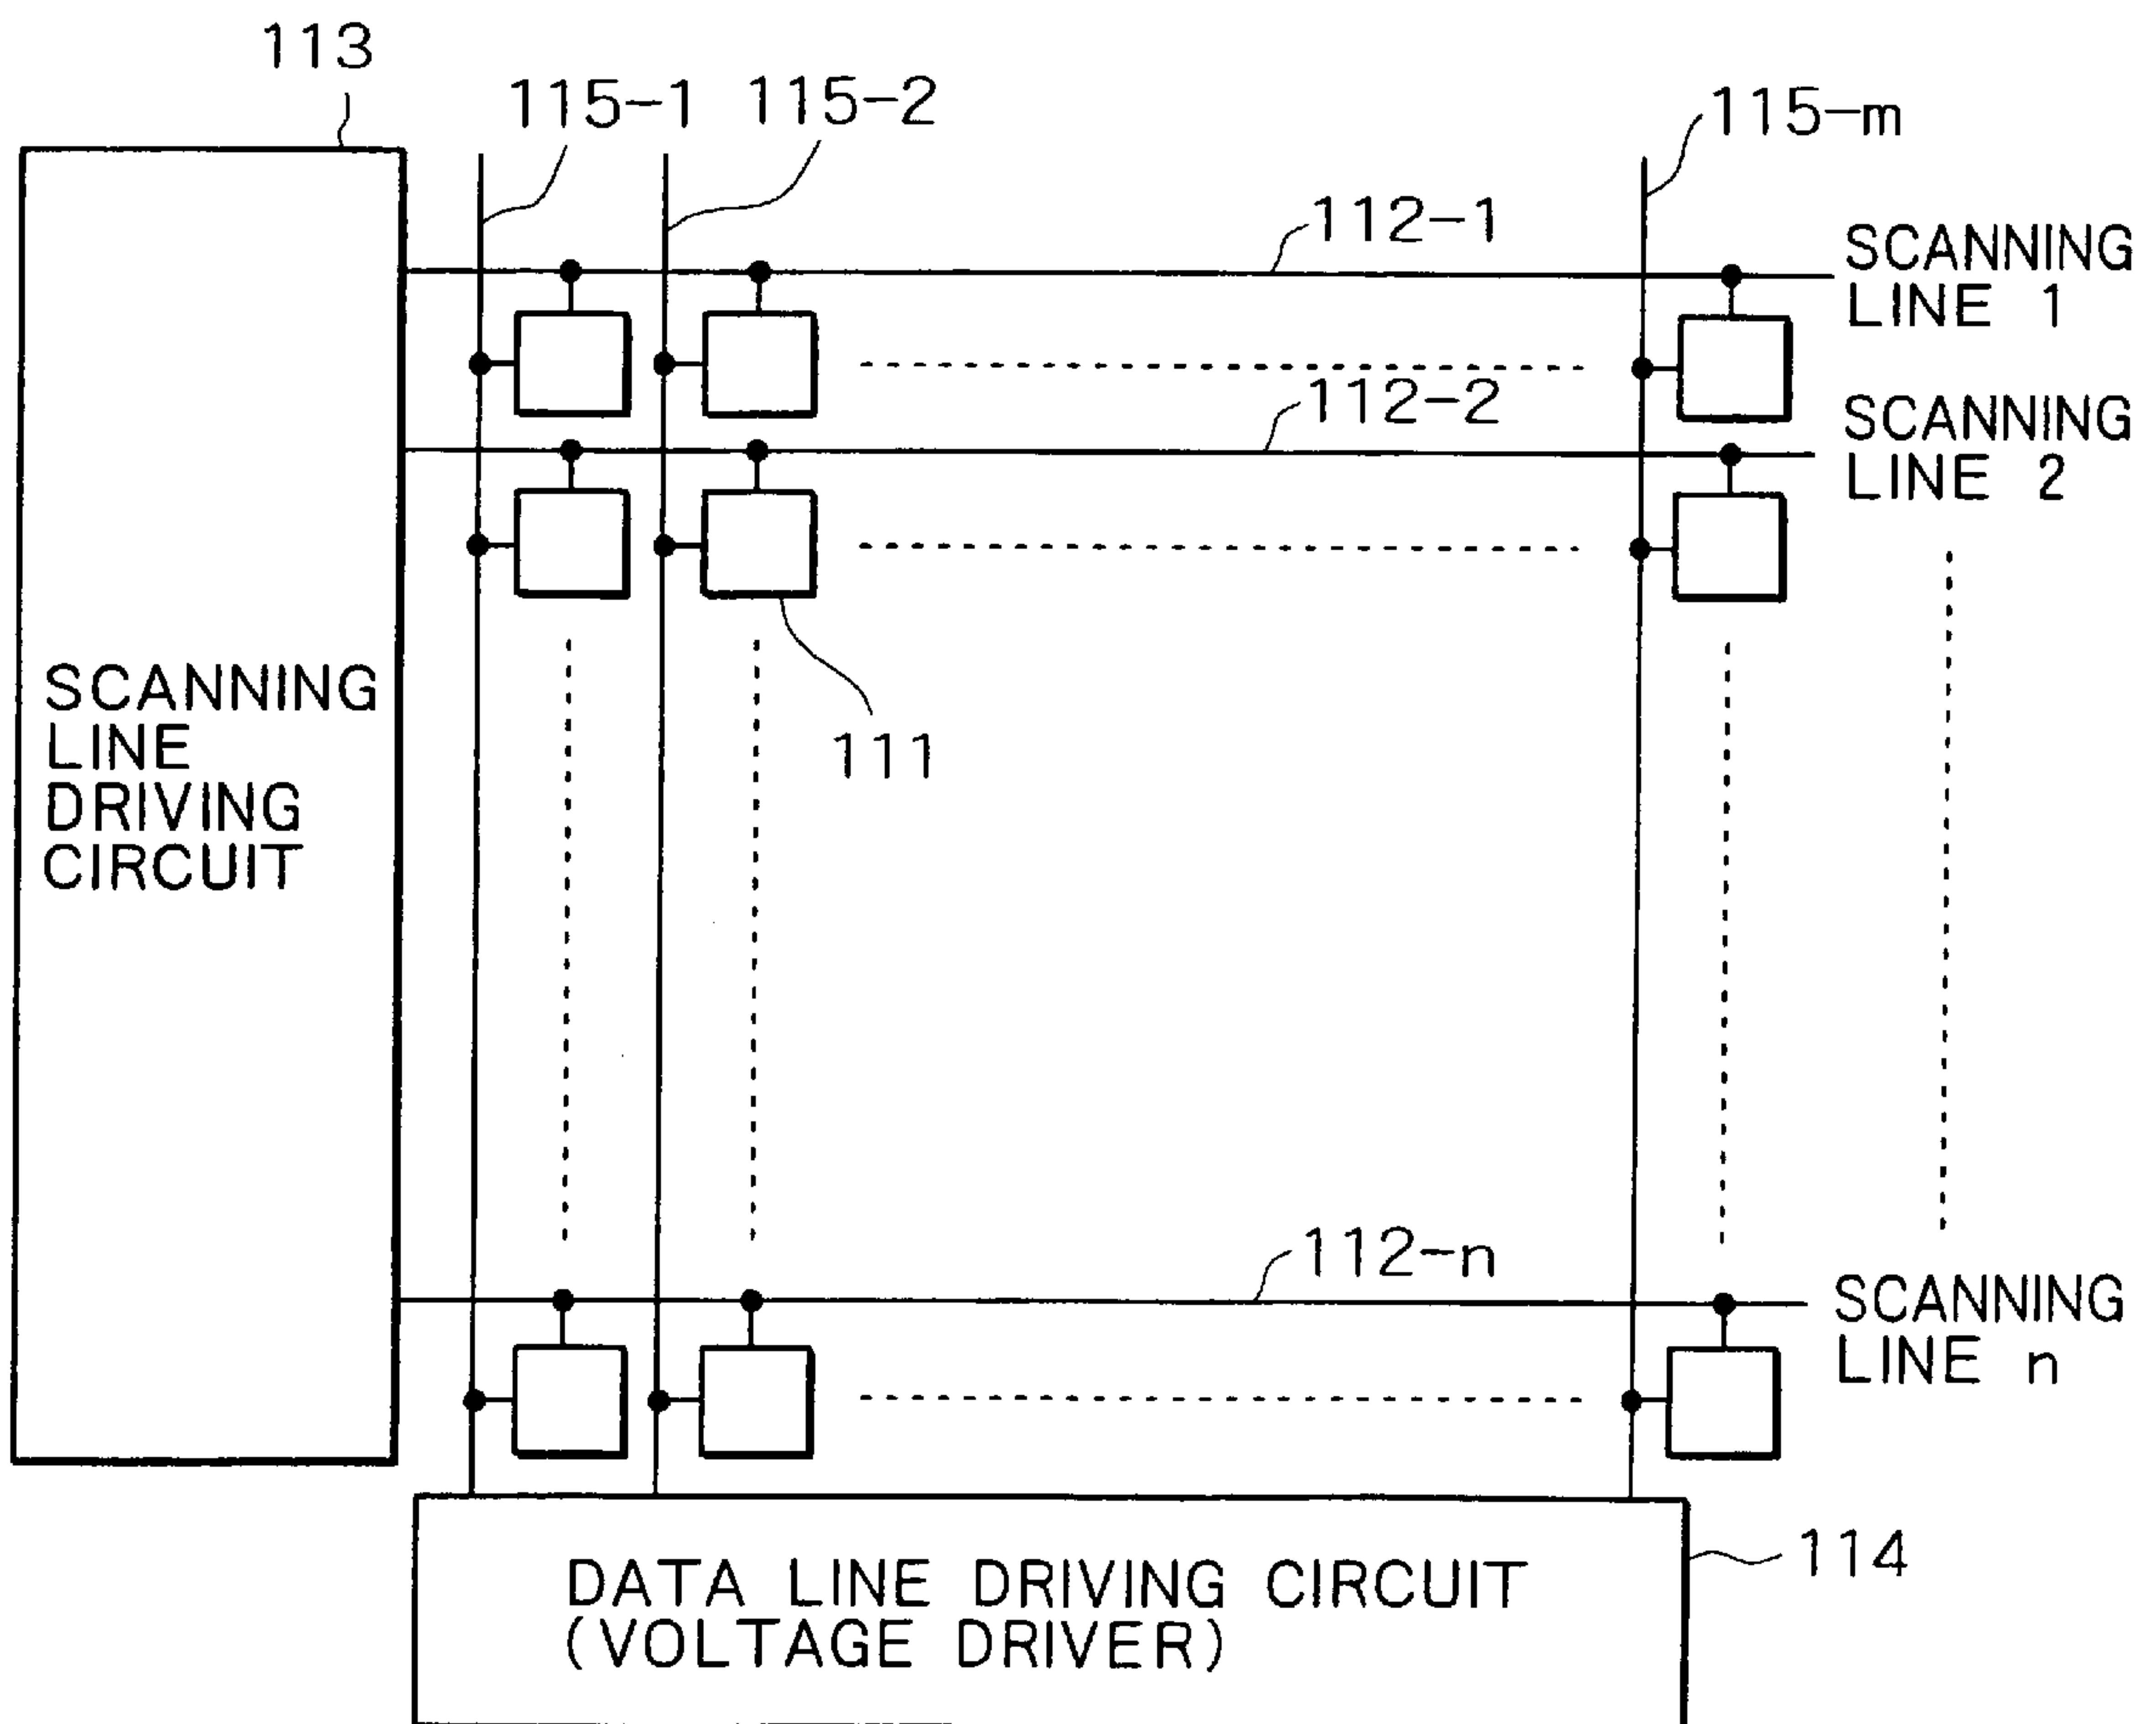 113
115-1
115-2
115-m
112-1
SCANNING
LINE 1
112-2
SCANNING
LINE 2
111
SCANNING
LINE
DRIVING
CIRCUIT
112-n
SCANNING
LINE n
DATA LINE DRIVING CIRCUIT
(VOLTAGE DRIVER)
114